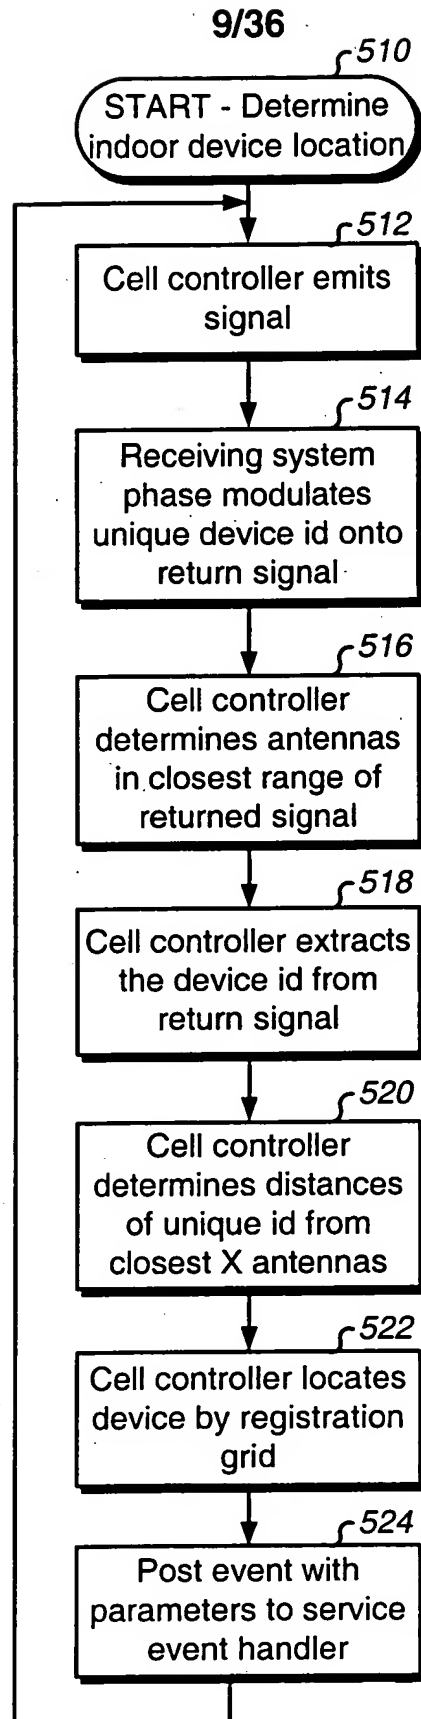 9/36
510
START - Determine
indoor device location
512
Cell controller emits
signal
514
Receiving system
phase modulates
unique device id onto
return signal
516
Cell controller
determines antennas
in closest range of
returned signal
518
Cell controller extracts
the device id from
return signal
520
Cell controller
determines distances
of unique id from
closest X antennas
522
Cell controller locates
device by registration
grid
524
Post event with
parameters to service
event handler